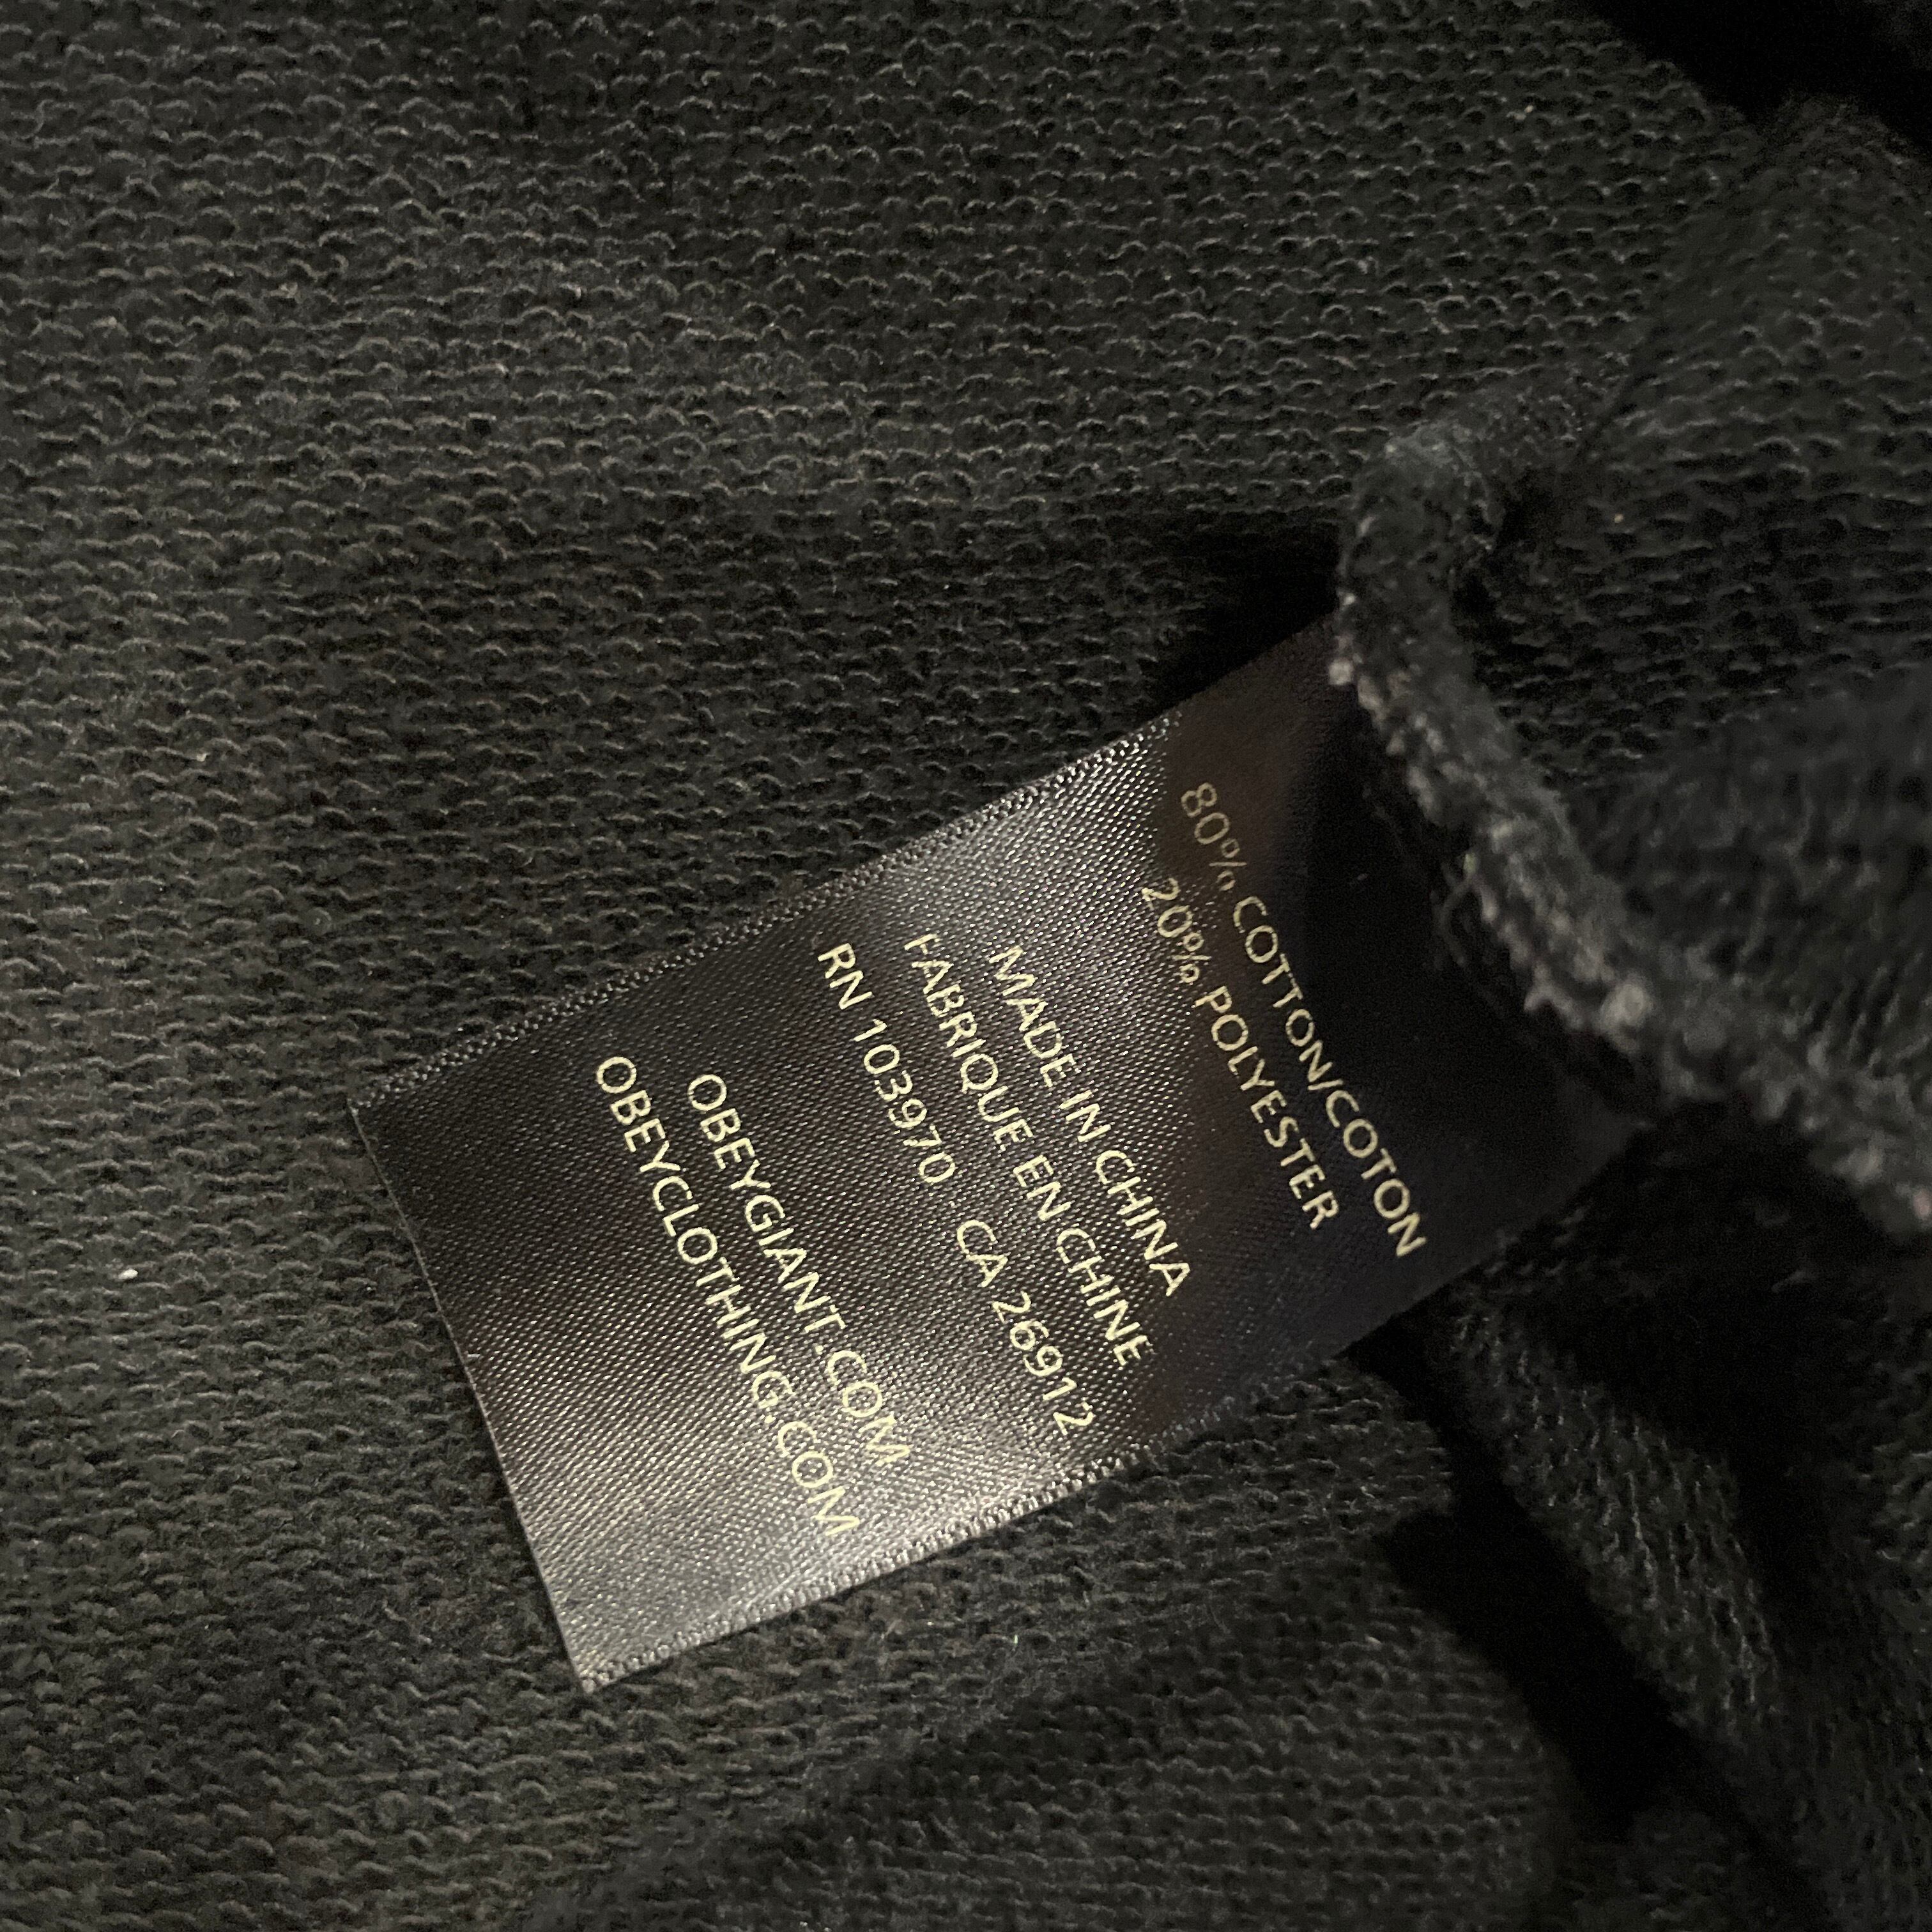 80% COTTON/COTON
20% POLYESTER
MADE IN CHINA
FABRIQUE EN CHINE
RN 103970 CA 26912
OBEYGIANT.COM
OBEYCLOTHING.COM